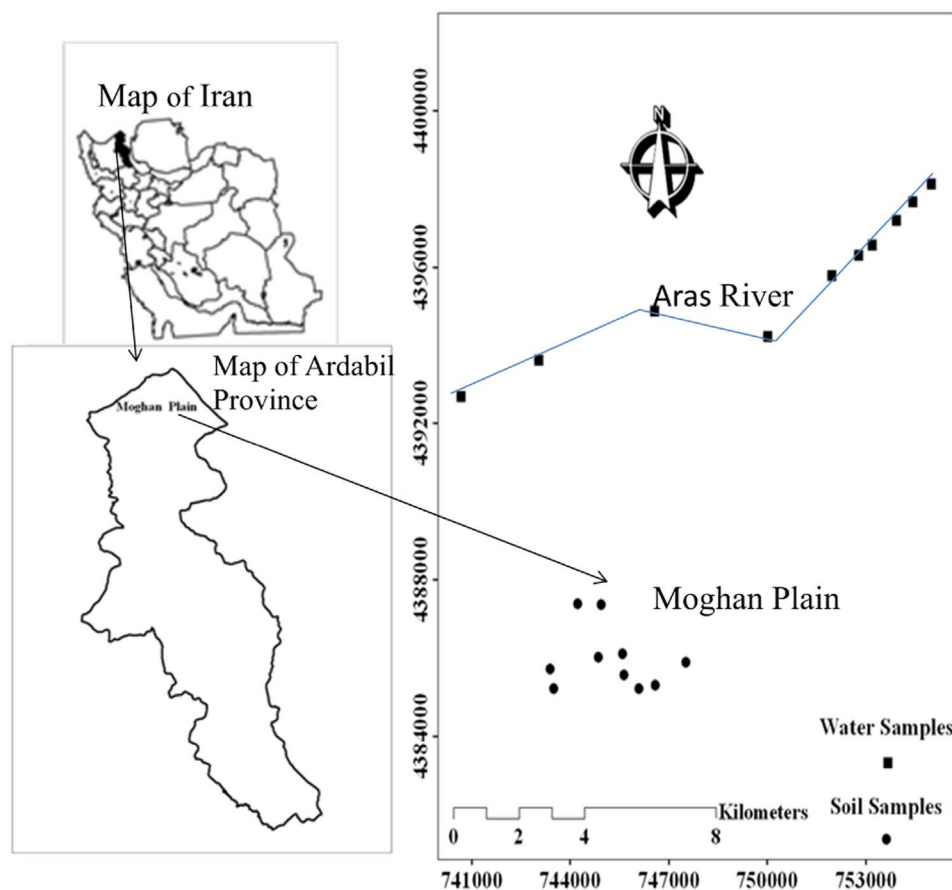 Map of Iran
Map of Ardabil
Province
Moghan Plain
N
Aras River
Moghan Plain
Water Samples
Soil Samples
Kilometers
0 2 4 8
4400000
4396000
4392000
4388000
4384000
741000 744000 747000 750000 753000